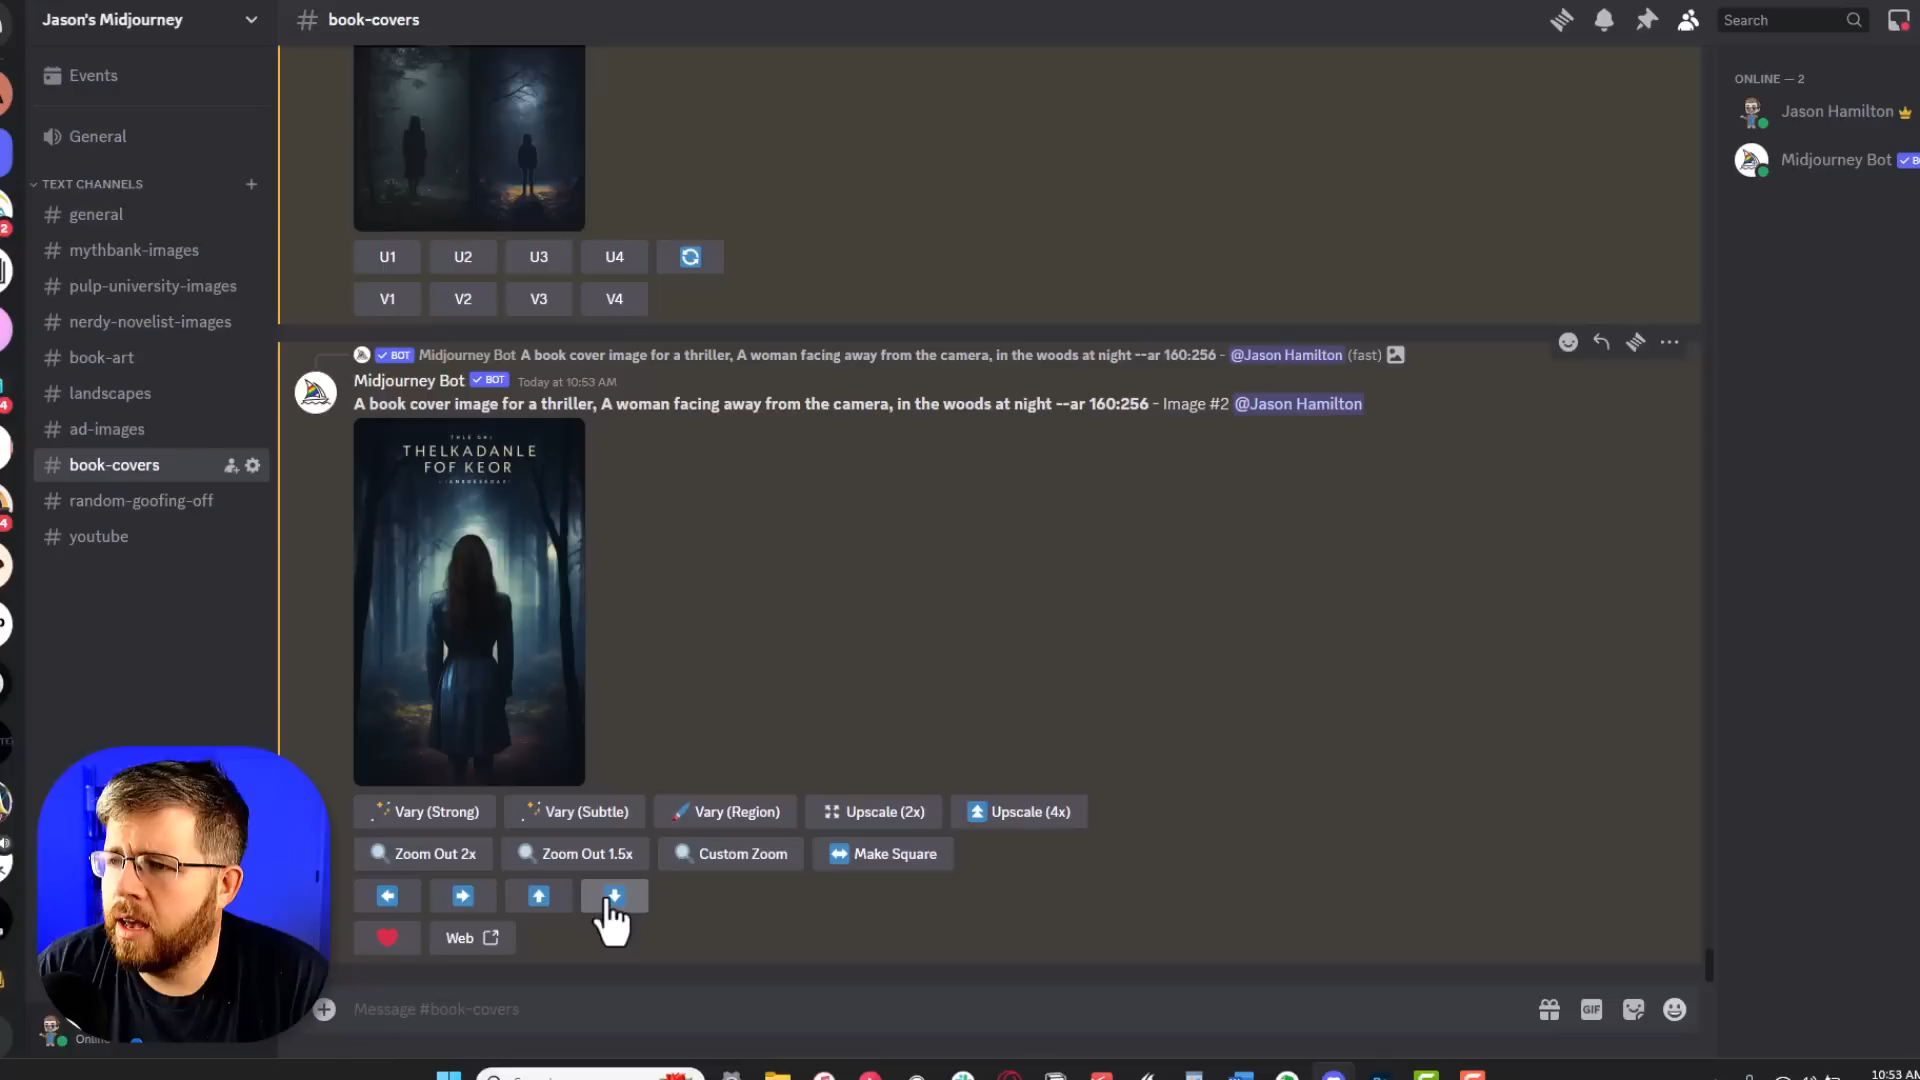 Jason's Midjourney
# book-covers
Search
Events
General
TEXT CHANNELS
# general
# mythbank-images
# pulp-university-images
# nerdy-novelist-images
# book-art
# landscapes
# ad-images
# book-covers
# random-goofing-off
# youtube
Online
U1 U2 U3 U4
V1 V2 V3 V4
BOT Midjourney Bot A book cover image for a thriller, A woman facing away from the camera, in the woods at night --ar 160:256 - @Jason Hamilton (fast)
Midjourney Bot BOT Today at 10:53 AM
A book cover image for a thriller, A woman facing away from the camera, in the woods at night --ar 160:256 - Image #2 @Jason Hamilton
THELKADANLE
FOF KEOR
Vary (Strong) Vary (Subtle) Vary (Region) Upscale (2x) Upscale (4x)
Zoom Out 2x Zoom Out 1.5x Custom Zoom Make Square
Web
Message #book-covers
GIF
ONLINE — 2
Jason Hamilton
Midjourney Bot
2
4
4
10:53 AM